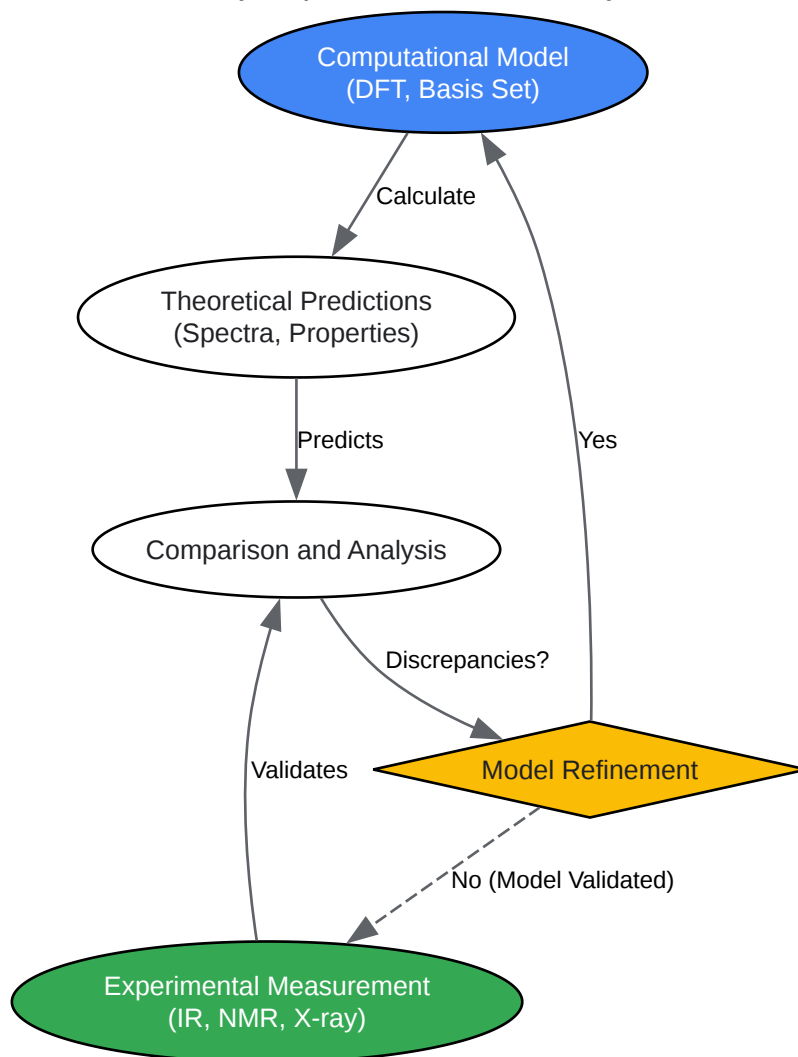 Computational Model
(DFT, Basis Set)
Calculate
Theoretical Predictions
(Spectra, Properties)
Predicts
Yes
Comparison and Analysis
Discrepancies?
Validates
Model Refinement
No (Model Validated)
Experimental Measurement
(IR, NMR, X-ray)